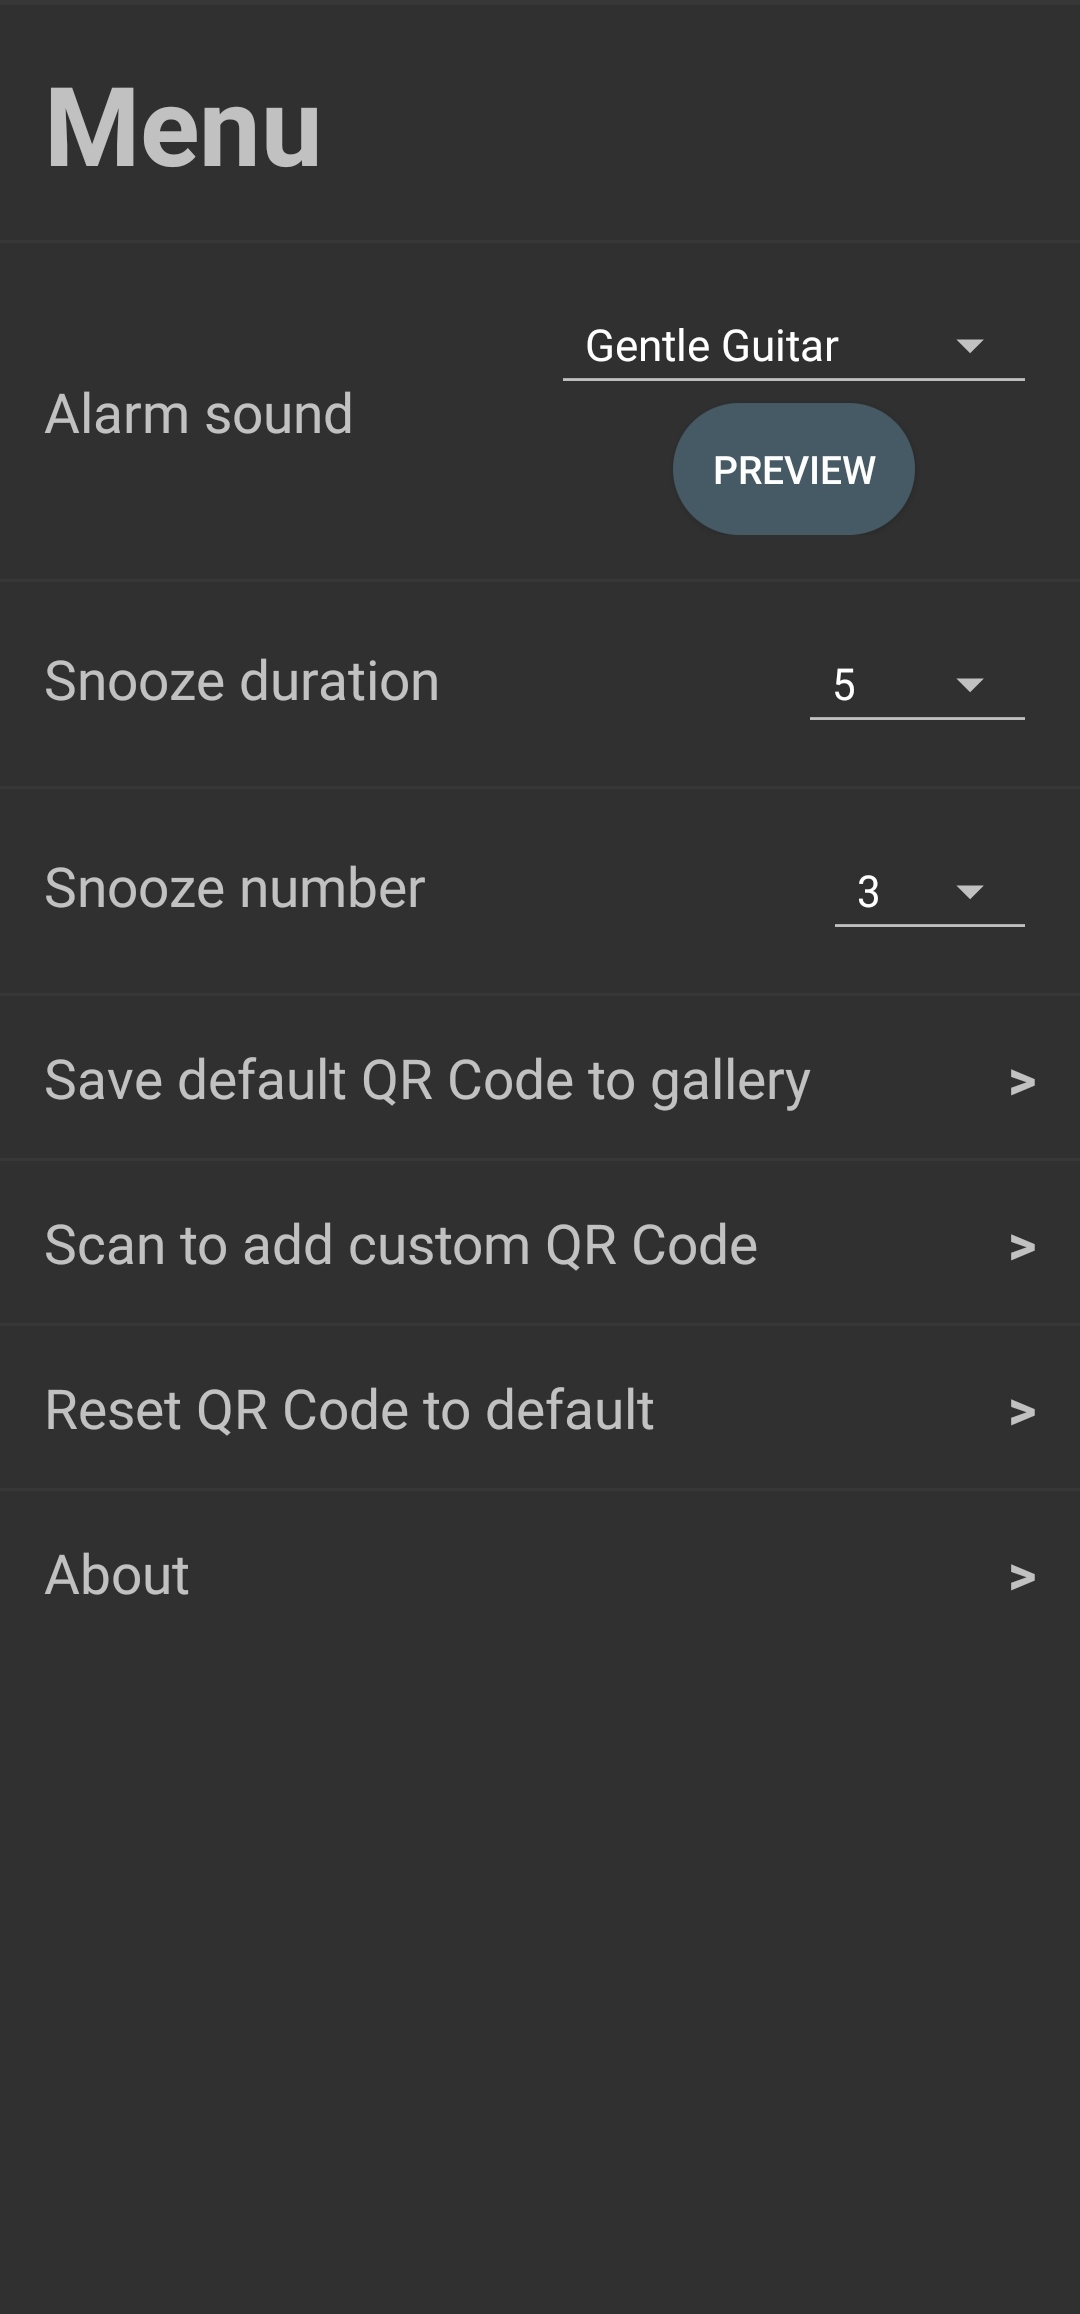 Menu
Alarm sound
Gentle Guitar
PREVIEW
Snooze duration
5
Snooze number
3
Save default QR Code to gallery >
Scan to add custom QR Code >
Reset QR Code to default >
About >